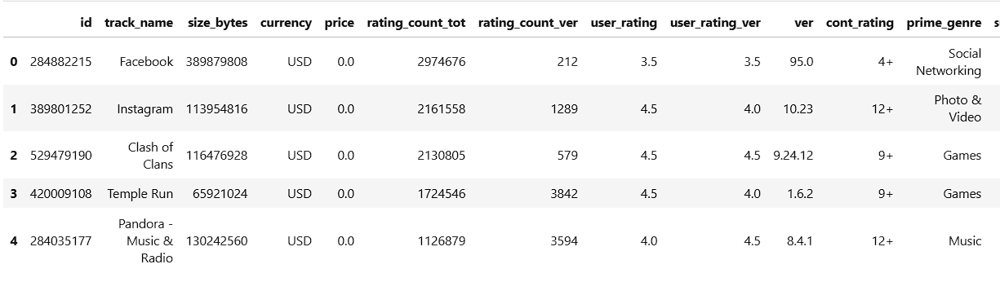 id track_name size_bytes currency price rating_count_tot rating_count_ver user_rating user_rating_ver ver cont_rating prime_genre
0 284882215 Facebook 389879808 USD 0.0 2974676 212 3.5 3.5 95.0 4+ Social Networking
1 389801252 Instagram 113954816 USD 0.0 2161558 1289 4.5 4.0 10.23 12+ Photo & Video
2 529479190 Clash of Clans 116476928 USD 0.0 2130805 579 4.5 4.5 9.24.12 9+ Games
3 420009108 Temple Run 65921024 USD 0.0 1724546 3842 4.5 4.0 1.6.2 9+ Games
4 284035177 Pandora - Music & Radio 130242560 USD 0.0 1126879 3594 4.0 4.5 8.4.1 12+ Music